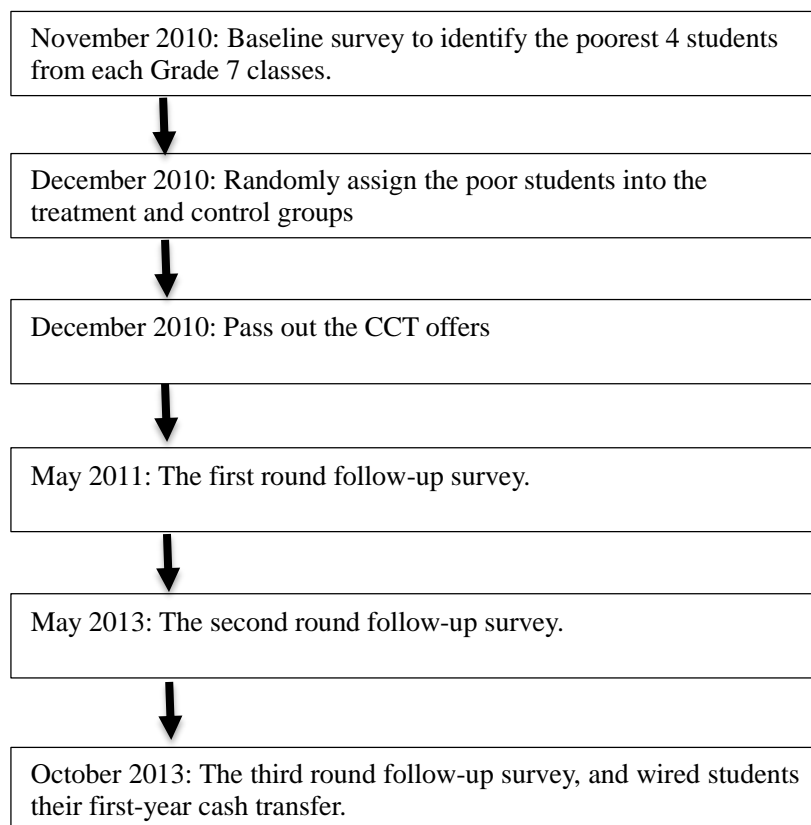 November 2010: Baseline survey to identify the poorest 4 students
from each Grade 7 classes.
December 2010: Randomly assign the poor students into the
treatment and control groups
December 2010: Pass out the CCT offers
May 2011: The first round follow-up survey.
May 2013: The second round follow-up survey.
October 2013: The third round follow-up survey, and wired students
their first-year cash transfer.